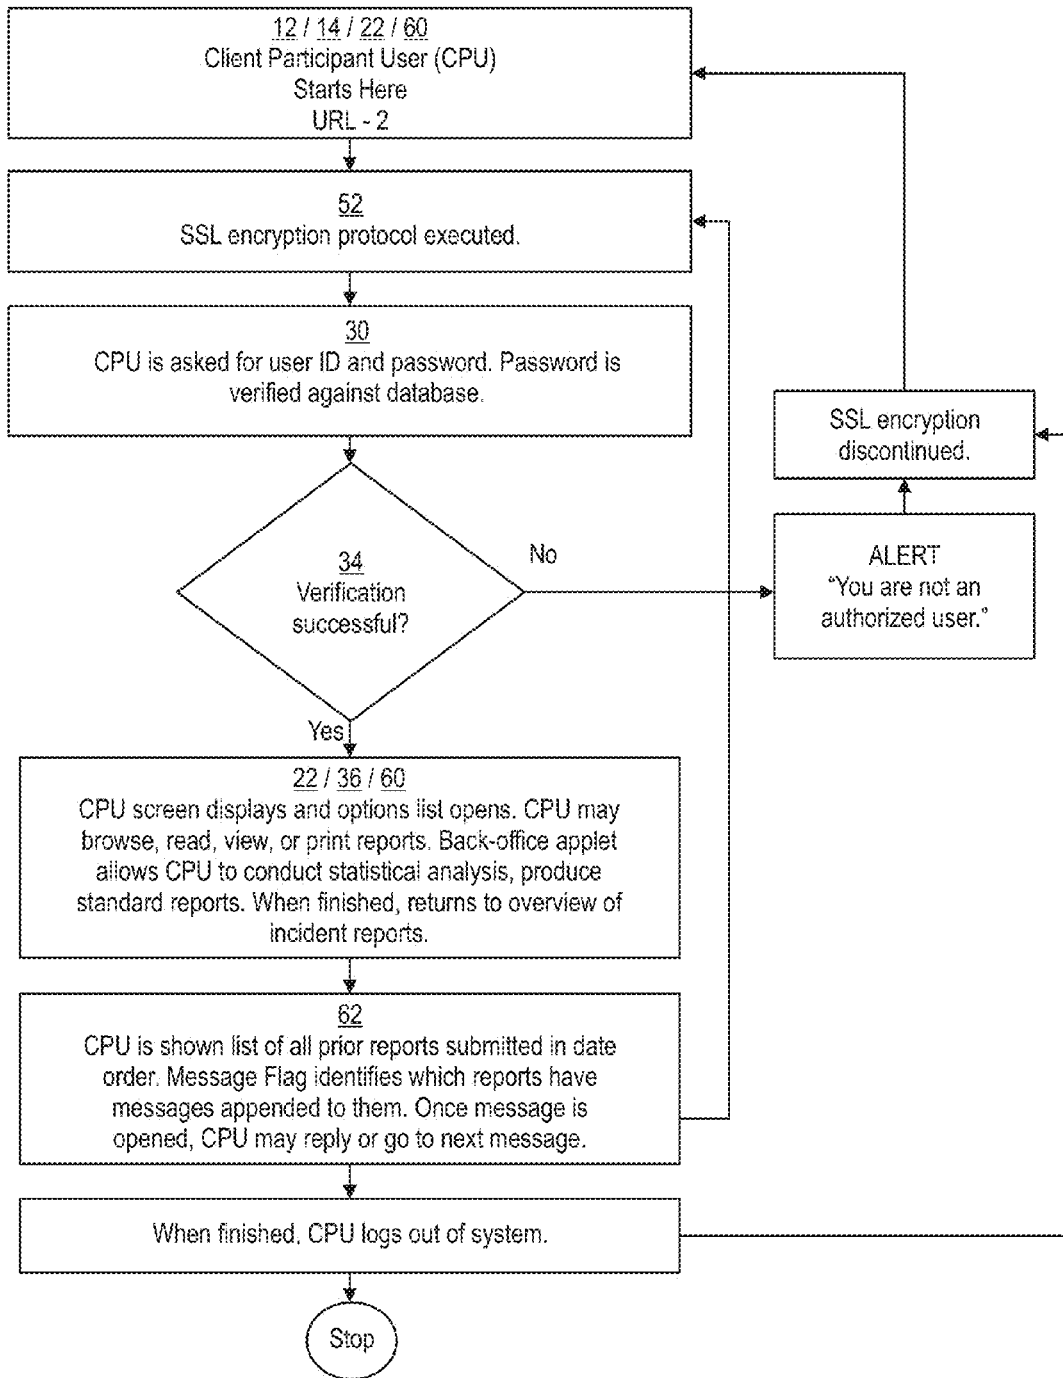 12 / 14 / 22 / 60
Client Participant User (CPU)
Starts Here
URL - 2
52
SSL encryption protocol executed.
30
CPU is asked for user ID and password. Password is
verified against database.
SSL encryption
discontinued.
34
Verification
successful?
No
ALERT
"You are not an
authorized user."
Yes
22 / 36 / 60
CPU screen displays and options list opens. CPU may
browse, read, view, or print reports. Back-office applet
allows CPU to conduct statistical analysis, produce
standard reports. When finished, returns to overview of
incident reports.
62
CPU is shown list of all prior reports submitted in date
order. Message Flag identifies which reports have
messages appended to them. Once message is
opened, CPU may reply or go to next message.
When finished, CPU logs out of system.
Stop